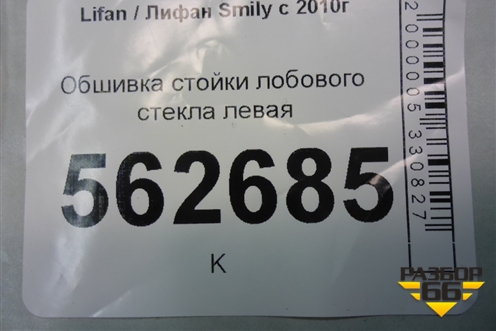 Lifan / Лифан Smily с 2010г
Обшивка стойки лобового
стекла левая
562685
К
2000005330827
РАЗБОР
66